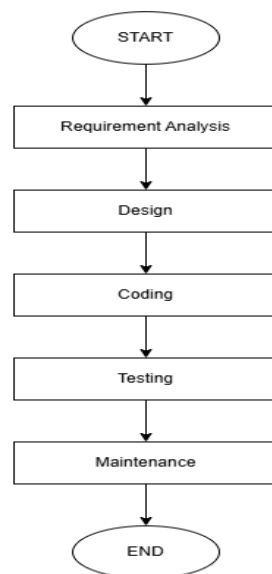 START
Requirement Analysis
Design
Coding
Testing
Maintenance
END